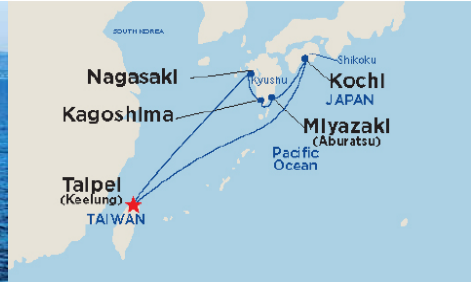 SOUTH KOREA
Shikoku
Nagasaki
Kyushu
Kochi
JAPAN
Kagoshima
Miyazaki
(Aburatsu)
Pacific
Ocean
Taipei
(Keelung)
TAIWAN